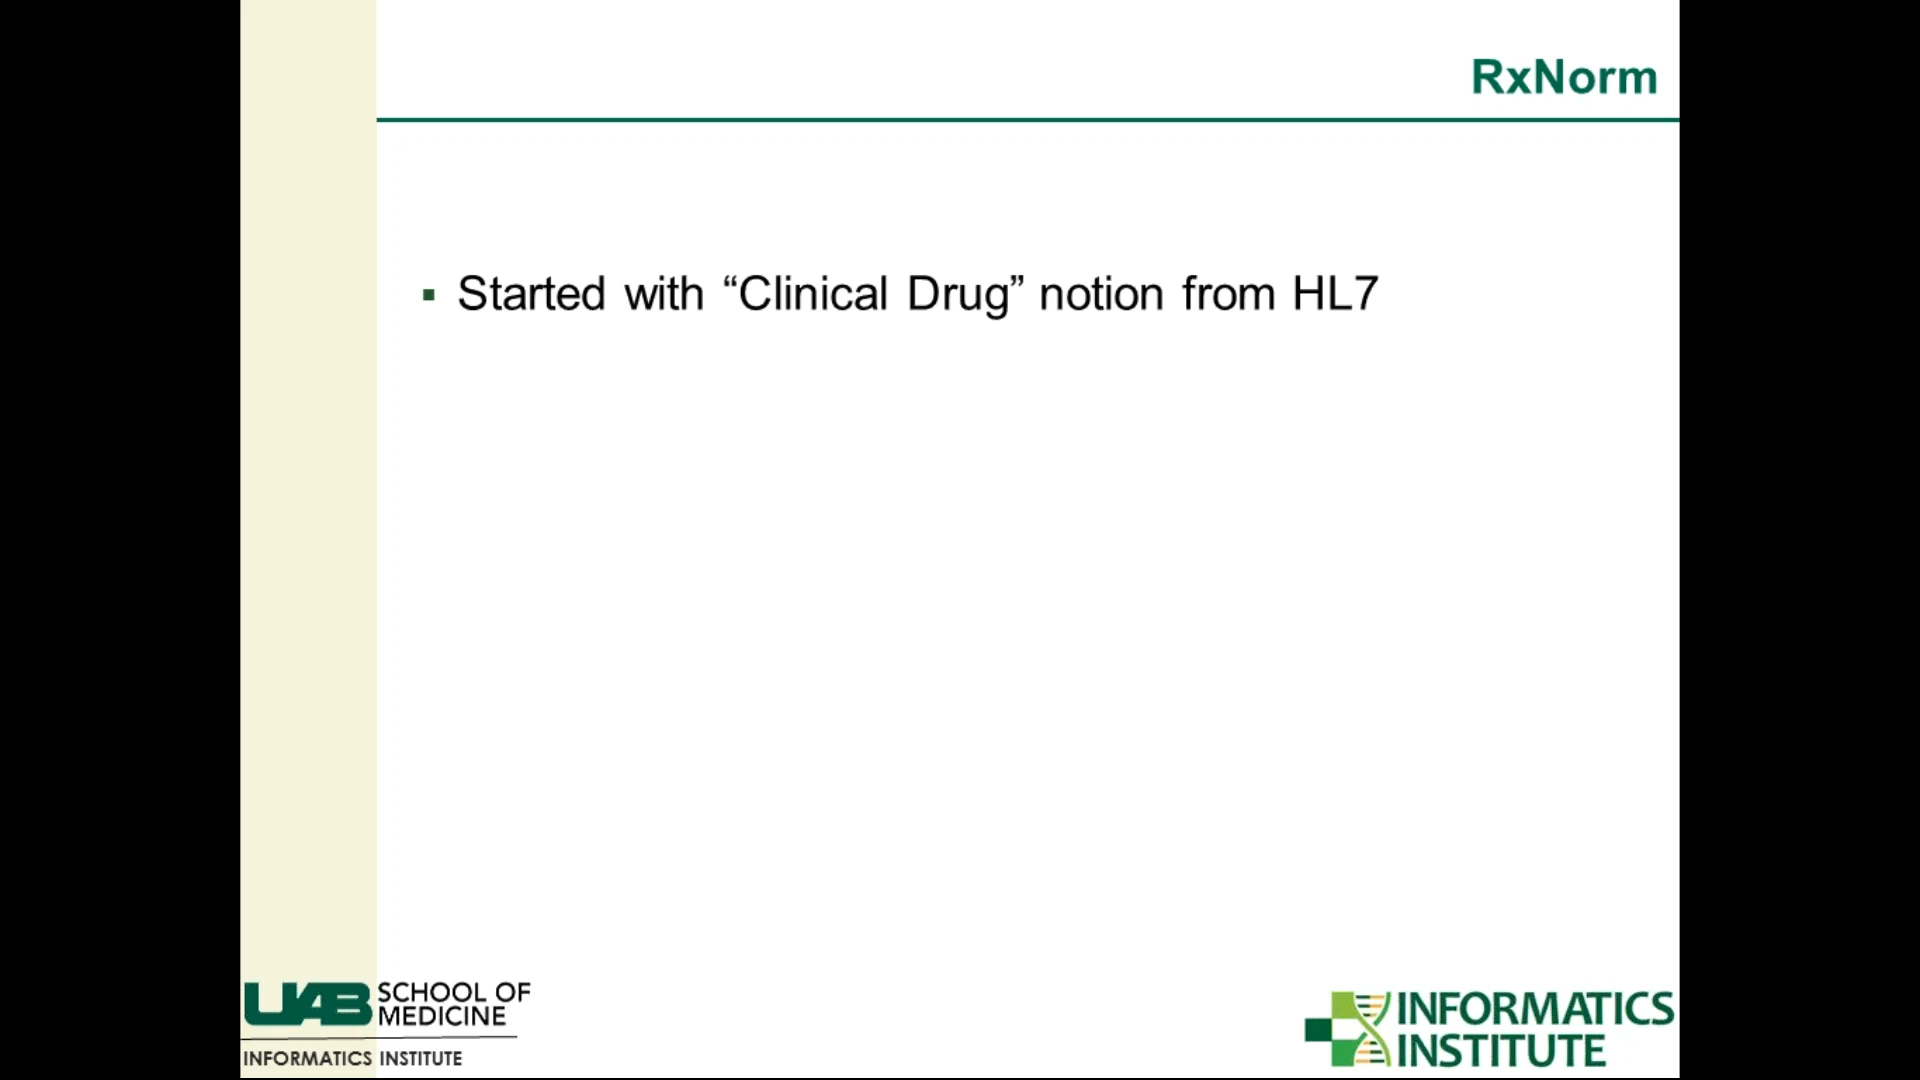 RxNorm
▪ Started with “Clinical Drug” notion from HL7
UAB SCHOOL OF
MEDICINE
INFORMATICS INSTITUTE
INFORMATICS
INSTITUTE